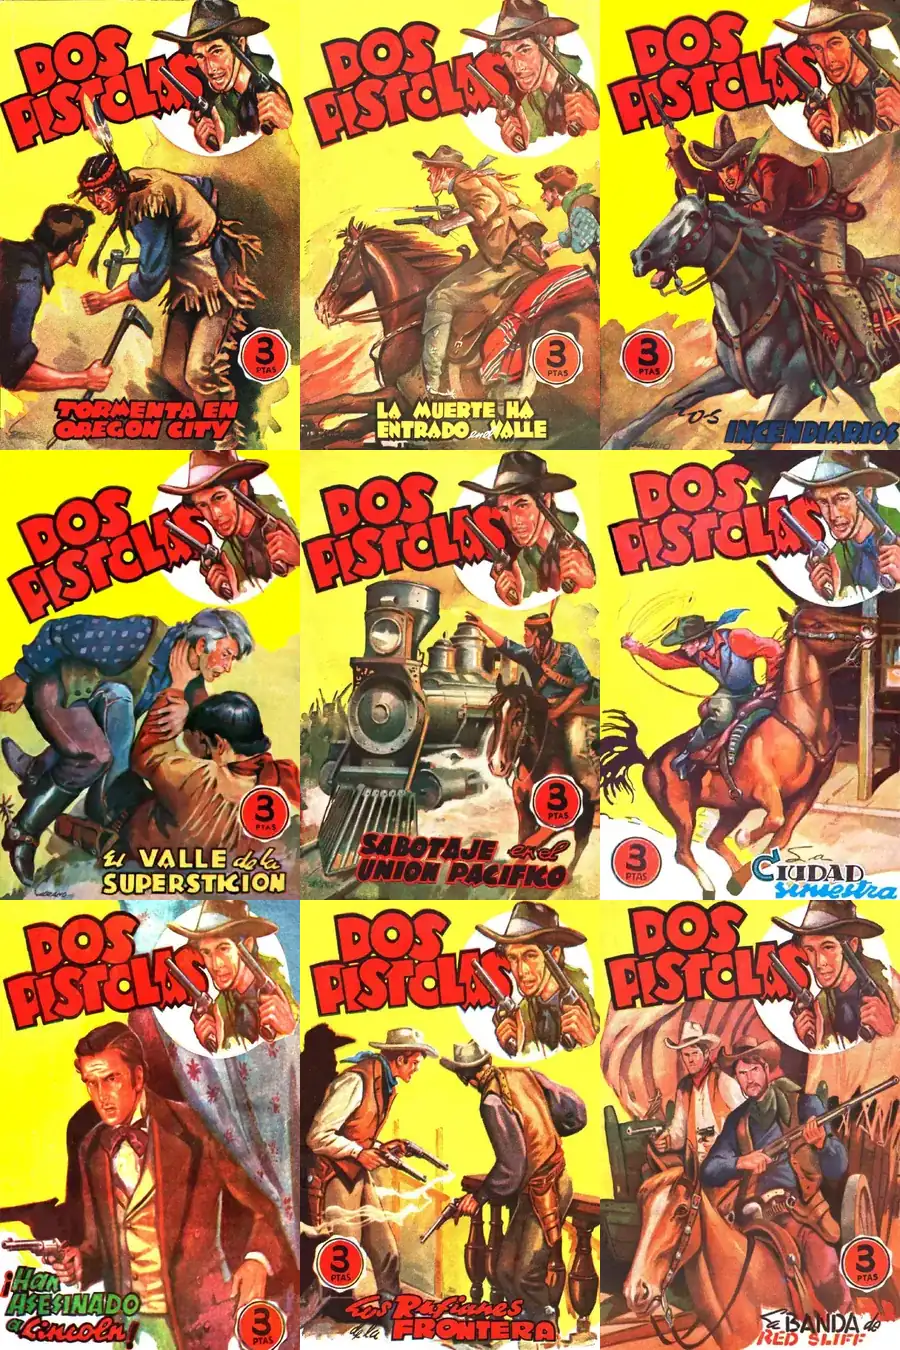 DOS
PISTOLAS
3
PTAS
TORMENTA EN
OREGON CITY
DOS
PISTOLAS
3
PTAS
LA MUERTE HA
ENTRADO en el VALLE
DOS
PISTOLAS
3
PTAS
LOS
INCENDIARIOS
DOS
PISTOLAS
3
PTAS
El VALLE de la
SUPERSTICION
DOS
PISTOLAS
3
PTAS
SABOTAJE en el
UNION PACIFICO
DOS
PISTOLAS
3
PTAS
La
CIUDAD
siniestra
DOS
PISTOLAS
¡Han
ASESINADO
a Lincoln!
3
PTAS
DOS
PISTOLAS
3
PTAS
Los Rufianes
de la FRONTERA
DOS
PISTOLAS
3
PTAS
La BANDA de
RED SLIFF